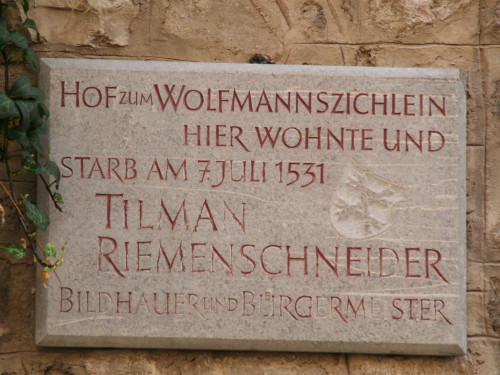 HOF ZUM WOLFMANNSZICHLEIN
HIER WOHNTE UND
STARB AM 7. JULI 1531
TILMAN
RIEMENSCHNEIDER
BILDHAUER UND BÜRGERMEISTER